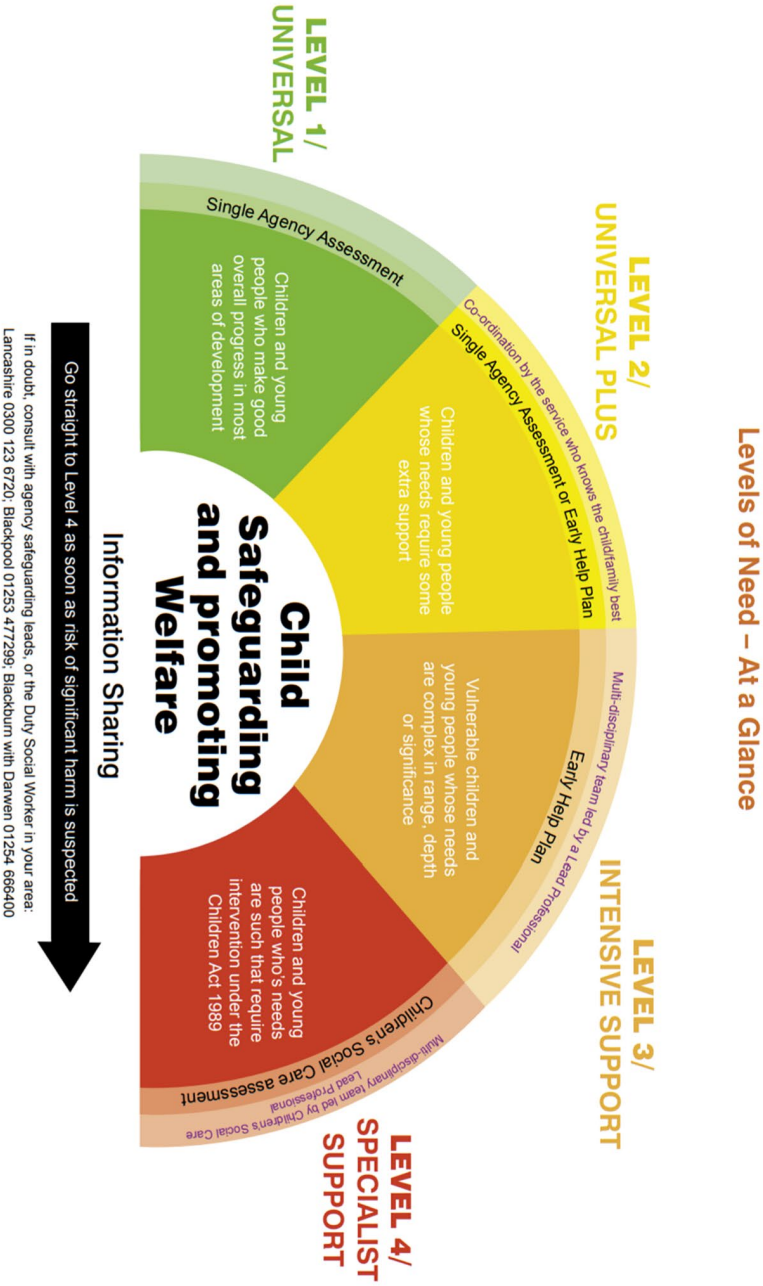 Levels of Need – At a Glance
LEVEL 1/
UNIVERSAL
Single Agency Assessment
Children and young
people who make good
overall progress in most
areas of development
LEVEL 2/
UNIVERSAL PLUS
Co-ordination by the service who knows the child/family best
Single Agency Assessment or Early Help Plan
Children and young people
whose needs require some
extra support
LEVEL 3/
INTENSIVE SUPPORT
Multi-disciplinary team led by a Lead Professional
Early Help Plan
Vulnerable children and
young people whose needs
are complex in range, depth
or significance
LEVEL 4/
SPECIALIST
SUPPORT
Multi-disciplinary team led by Children's Social Care
Lead Professional
Children's Social Care assessment
Children and young
people who's needs
are such that require
intervention under the
Children Act 1989
Child
Safeguarding
and promoting
Welfare
Information Sharing
Go straight to Level 4 as soon as risk of significant harm is suspected
If in doubt, consult with agency safeguarding leads, or the Duty Social Worker in your area:
Lancashire 0300 123 6720; Blackpool 01253 477299; Blackburn with Darwen 01254 666400